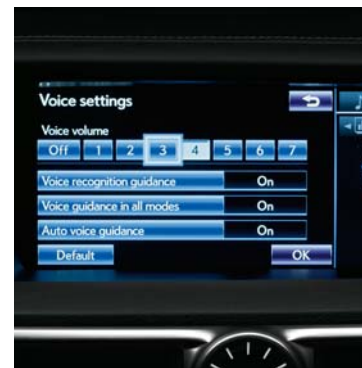 Voice settings
Voice volume
Off 1 2 3 4 5 6 7
Voice recognition guidance On
Voice guidance in all modes On
Auto voice guidance On
Default OK